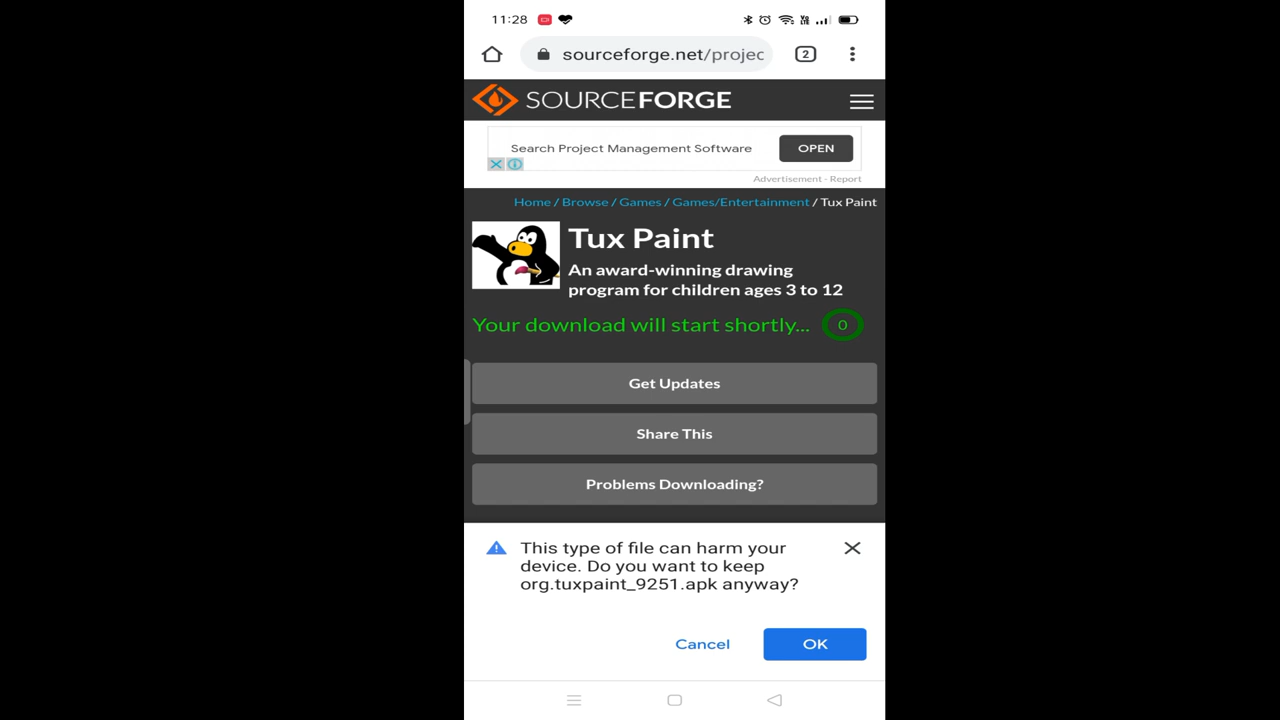 11:28
sourceforge.net/projec
2
SOURCEFORGE
Search Project Management Software
OPEN
Advertisement - Report
Home / Browse / Games / Games/Entertainment / Tux Paint
Tux Paint
An award-winning drawing
program for children ages 3 to 12
Your download will start shortly... 0
Get Updates
Share This
Problems Downloading?
This type of file can harm your
device. Do you want to keep
org.tuxpaint_9251.apk anyway?
Cancel
OK